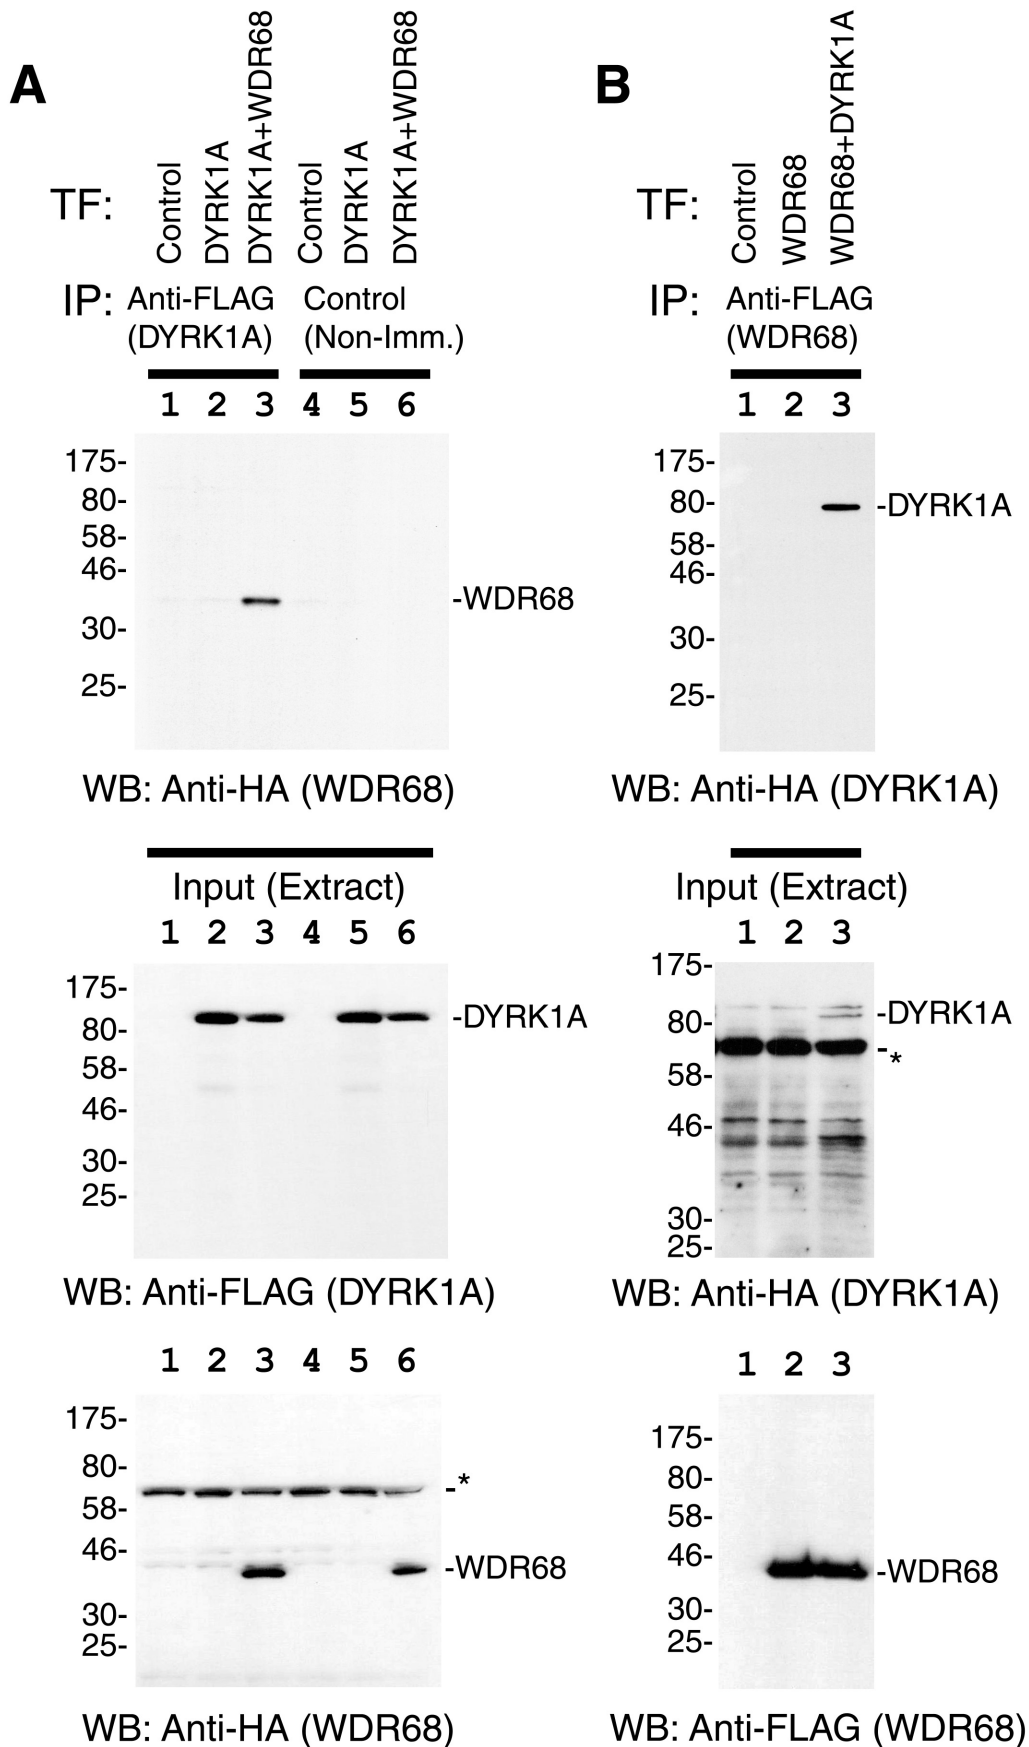 A
TF:
Control
DYRK1A
DYRK1A+WDR68
Control
DYRK1A
DYRK1A+WDR68
IP:
Anti-FLAG
(DYRK1A)
Control
(Non-Imm.)
1 2 3 4 5 6
175-
80-
58-
46-
30-
25-
-WDR68
WB: Anti-HA (WDR68)
Input (Extract)
1 2 3 4 5 6
175-
80-
58-
46-
30-
25-
-DYRK1A
WB: Anti-FLAG (DYRK1A)
1 2 3 4 5 6
175-
80-
58-
46-
30-
25-
-*
-WDR68
WB: Anti-HA (WDR68)
B
TF:
Control
WDR68
WDR68+DYRK1A
IP:
Anti-FLAG
(WDR68)
1 2 3
175-
80-
58-
46-
30-
25-
-DYRK1A
WB: Anti-HA (DYRK1A)
Input (Extract)
1 2 3
175-
80-
58-
46-
30-
25-
-DYRK1A
-*
WB: Anti-HA (DYRK1A)
1 2 3
175-
80-
58-
46-
30-
25-
-WDR68
WB: Anti-FLAG (WDR68)